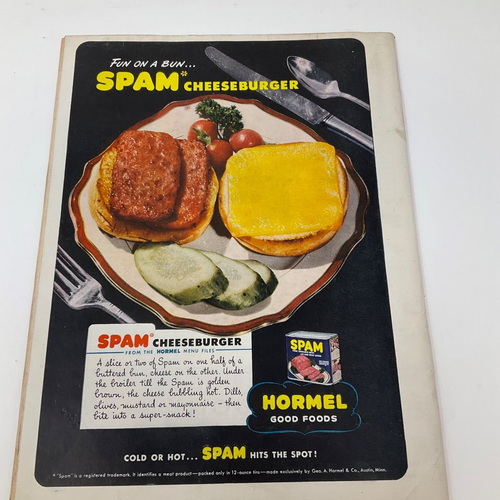 FUN ON A BUN...
SPAM* CHEESEBURGER
SPAM® CHEESEBURGER
FROM THE HORMEL MENU FILES
A slice or two of Spam on one half of a
buttered bun, cheese on the other. Under
the broiler till the Spam is golden
brown, the cheese bubbling hot. Dills,
olives, mustard or mayonnaise – then
bite into a super-snack!
SPAM
HORMEL
GOOD FOODS
COLD OR HOT... SPAM HITS THE SPOT!
* "Spam" is a registered trademark. It identifies a meat product—packed only in 12-ounce tins—made exclusively by Geo. A. Hormel & Co., Austin, Minn.